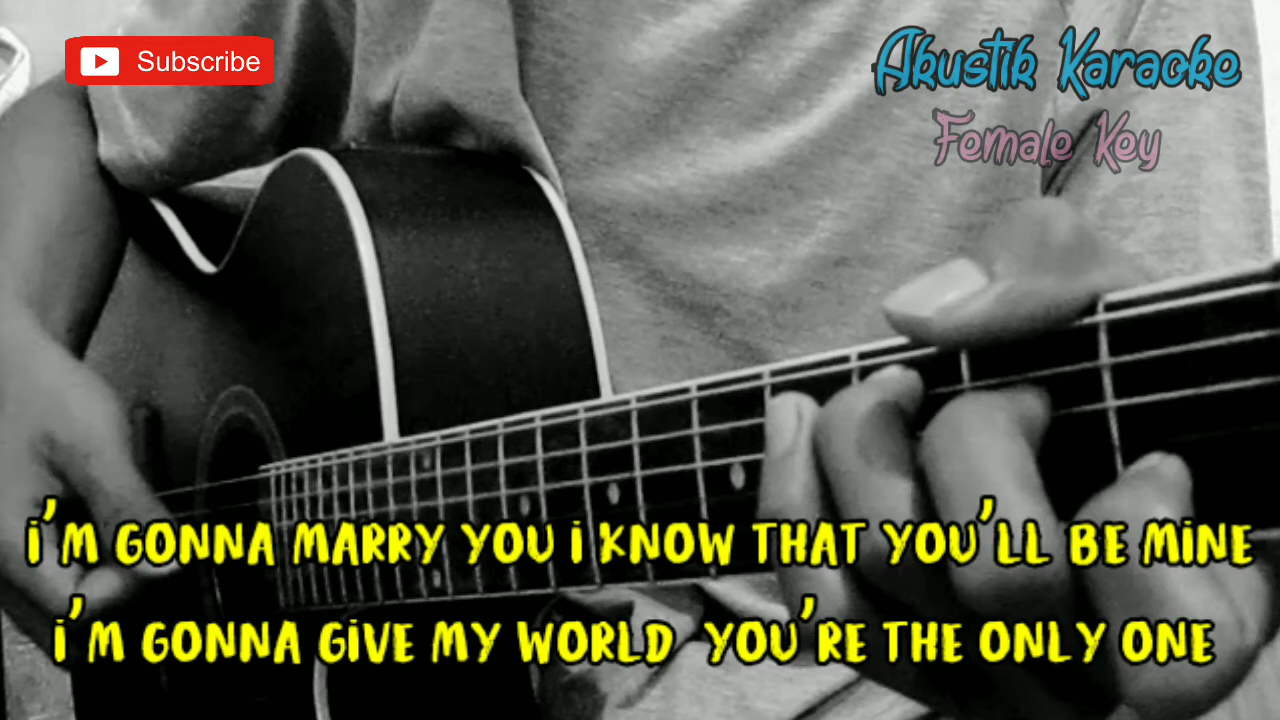 Subscribe
Akustik Karaoke
Female Key
i'M GONNA MARRY YOU i KNOW THAT YOU'LL BE MiNE
i'M GONNA GiVE MY WORLD YOU'RE THE ONLY ONE